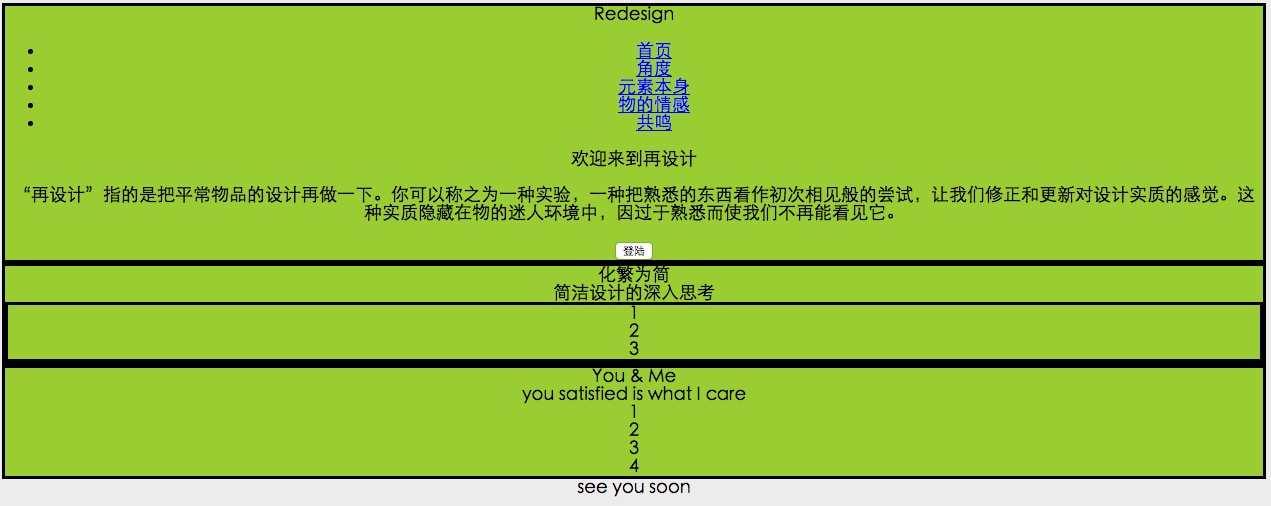 Redesign
首页
角度
元素本身
物的情感
共鸣
欢迎来到再设计
“再设计”指的是把平常物品的设计再做一下。你可以称之为一种实验，一种把熟悉的东西看作初次相见般的尝试，让我们修正和更新对设计实质的感觉。这
种实质隐藏在物的迷人环境中，因过于熟悉而使我们不再能看见它。
登陆
化繁为简
简洁设计的深入思考
1
2
3
You & Me
you satisfied is what I care
1
2
3
4
see you soon